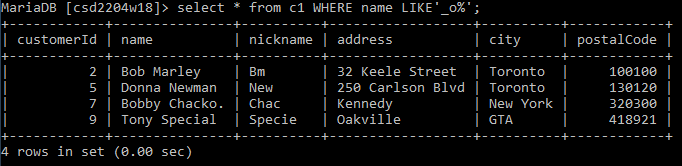 MariaDB [csd2204w18]> select * from c1 WHERE name LIKE'_o%';
+------------+---------------+----------+-----------------+----------+------------+
| customerId | name          | nickname | address         | city     | postalCode |
+------------+---------------+----------+-----------------+----------+------------+
|          2 | Bob Marley    | Bm       | 32 Keele Street | Toronto  |     100100 |
|          5 | Donna Newman  | New      | 250 Carlson Blvd | Toronto  |     130120 |
|          7 | Bobby Chacko. | Chac     | Kennedy         | New York |     320300 |
|          9 | Tony Special  | Specie   | Oakville        | GTA      |     418921 |
+------------+---------------+----------+-----------------+----------+------------+
4 rows in set (0.00 sec)